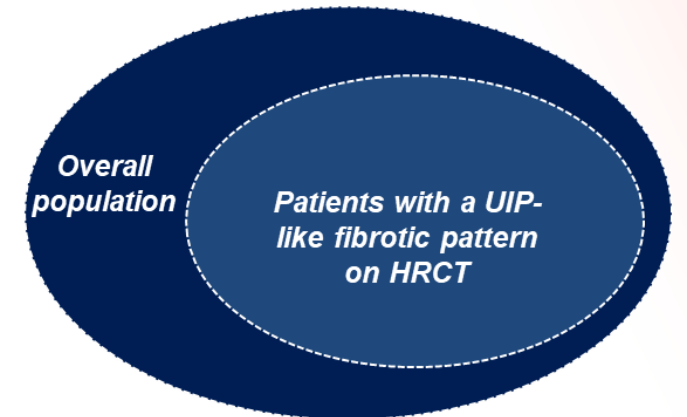 Overall
population
Patients with a UIP-
like fibrotic pattern
on HRCT